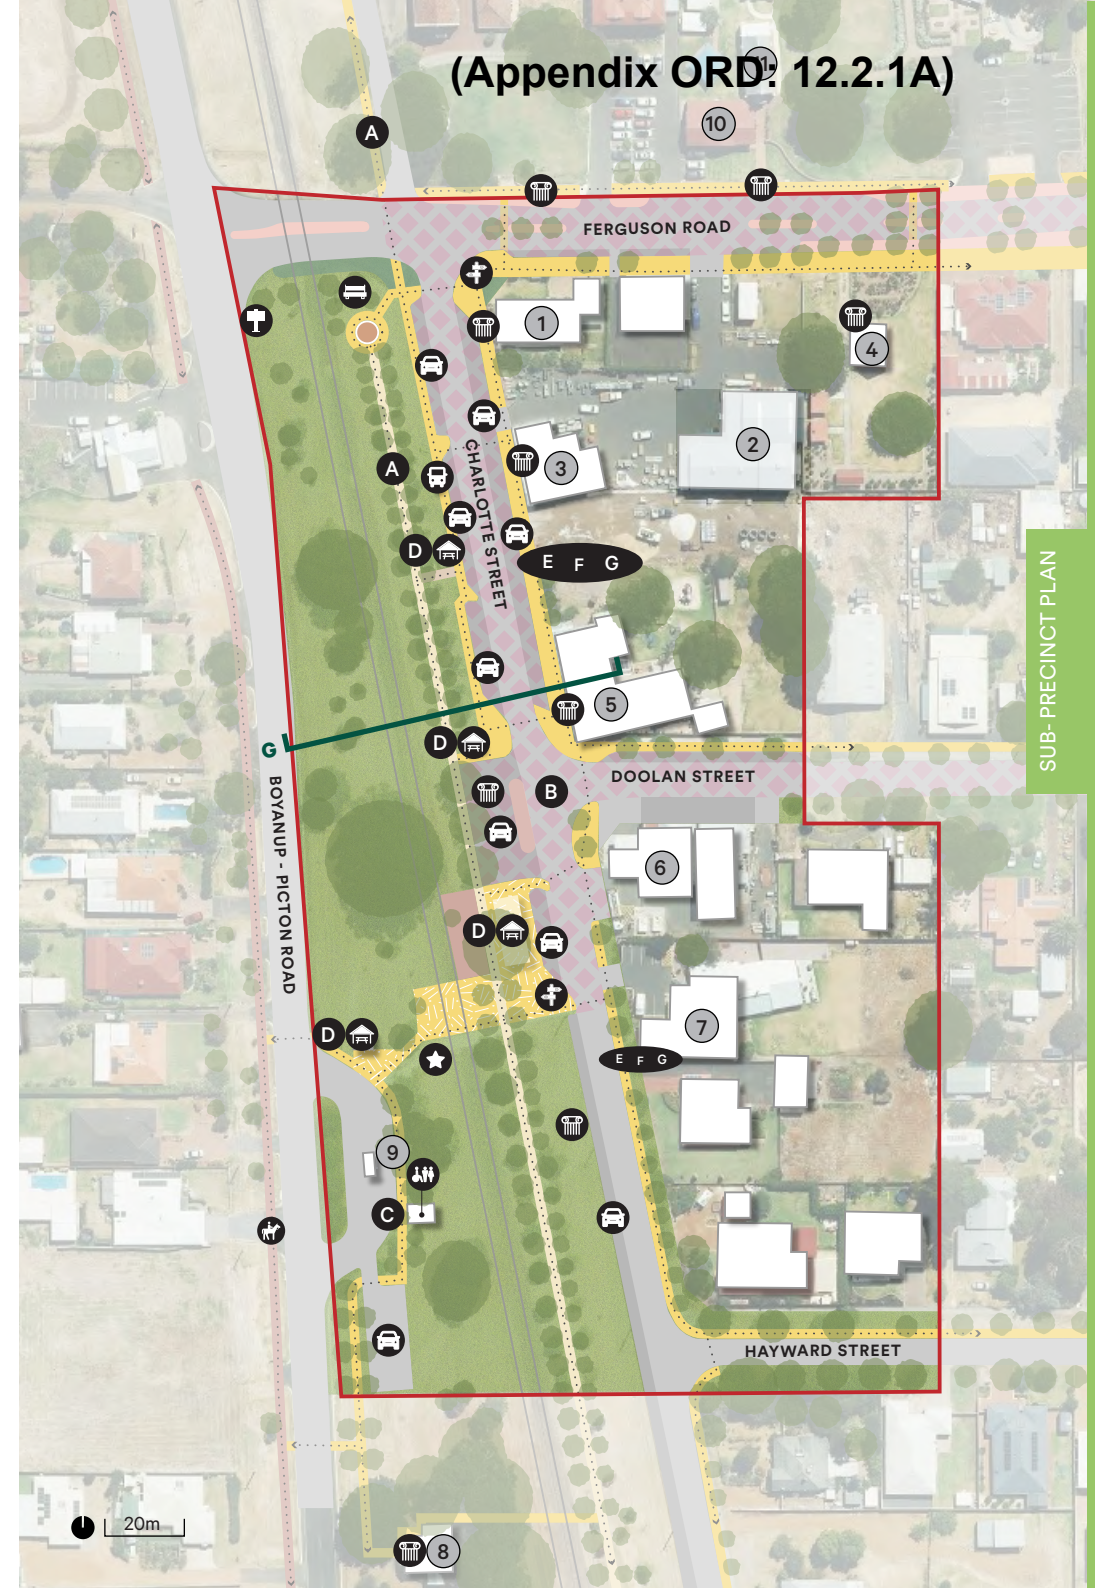 (Appendix ORD: 12.2.1A)
11
10
A
FERGUSON ROAD
1
4
2
A
CHARLOTTE STREET
3
D
E F G
SUB-PRECINCT PLAN
5
D
G
B
DOOLAN STREET
BOYANUP - PICTON ROAD
6
D
7
D
E F G
9
C
HAYWARD STREET
20m
8